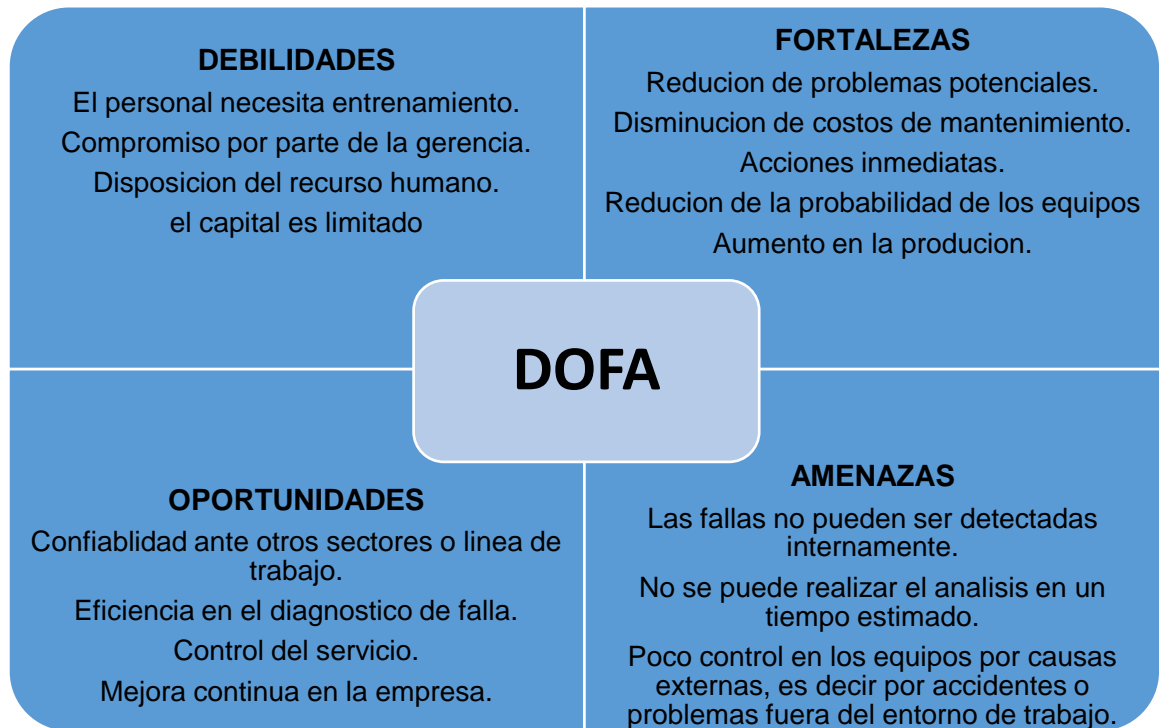 DEBILIDADES
El personal necesita entrenamiento.
Compromiso por parte de la gerencia.
Disposicion del recurso humano.
el capital es limitado
FORTALEZAS
Reducion de problemas potenciales.
Disminucion de costos de mantenimiento.
Acciones inmediatas.
Reducion de la probabilidad de los equipos
Aumento en la producion.
DOFA
OPORTUNIDADES
Confiablidad ante otros sectores o linea de
trabajo.
Eficiencia en el diagnostico de falla.
Control del servicio.
Mejora continua en la empresa.
AMENAZAS
Las fallas no pueden ser detectadas
internamente.
No se puede realizar el analisis en un
tiempo estimado.
Poco control en los equipos por causas
externas, es decir por accidentes o
problemas fuera del entorno de trabajo.